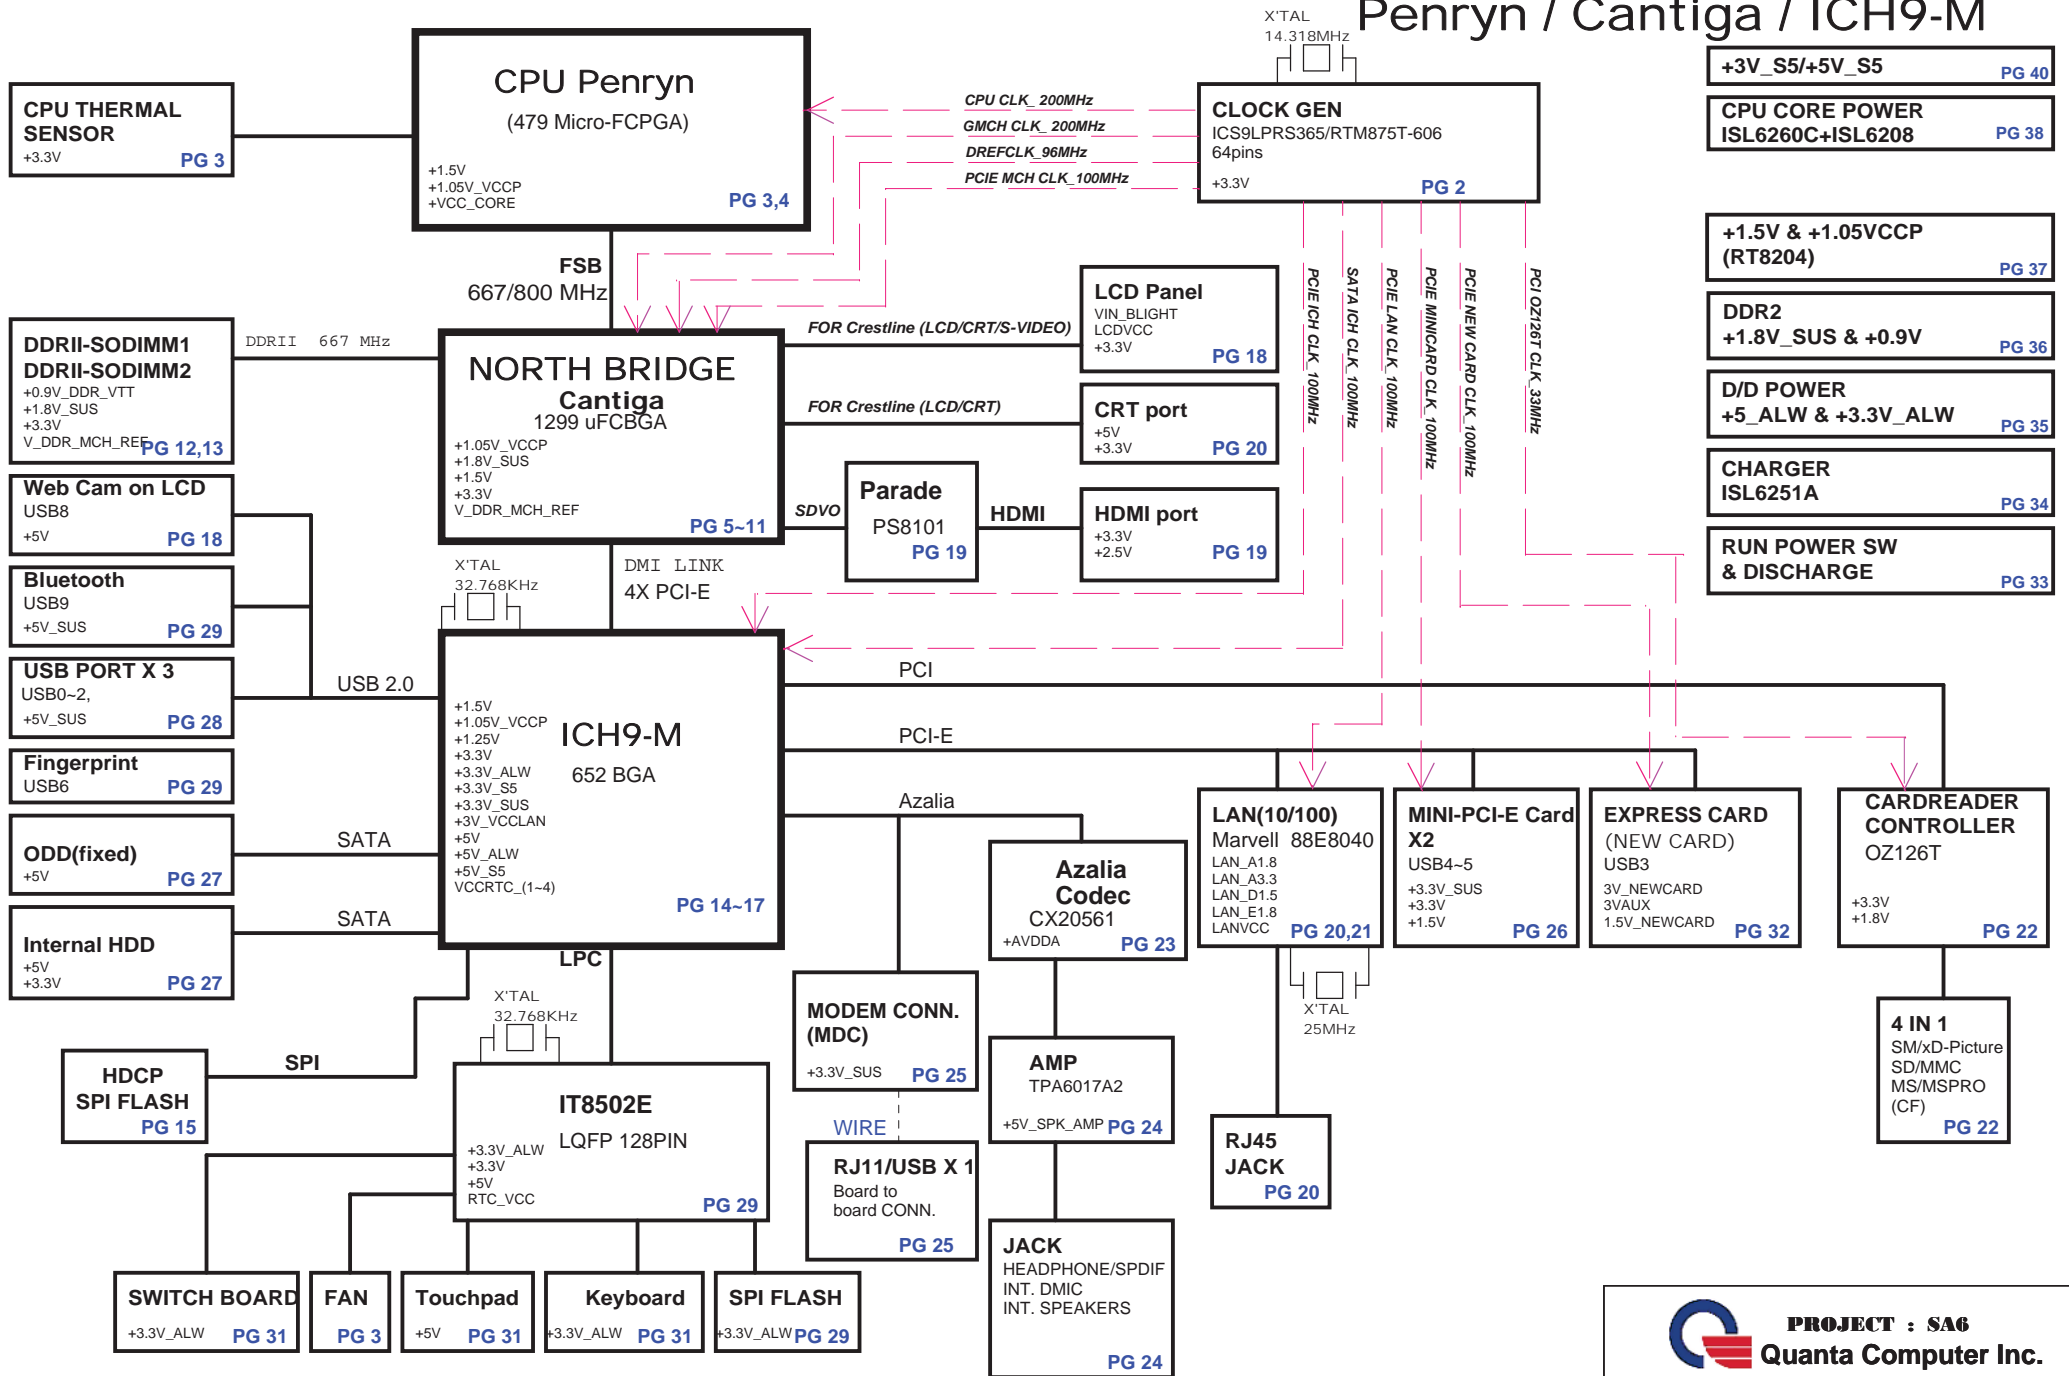 Penryn / Cantiga / ICH9-M
X'TAL
14.318MHz
CPU THERMAL
SENSOR
+3.3V
PG 3
CPU Penryn
(479 Micro-FCPGA)
+1.5V
+1.05V_VCCP
+VCC_CORE
PG 3,4
CPU CLK_ 200MHz
GMCH CLK_ 200MHz
DREFCLK_96MHz
PCIE MCH CLK_100MHz
CLOCK GEN
ICS9LPRS365/RTM875T-606
64pins
+3.3V
PG 2
+3V_S5/+5V_S5
PG 40
CPU CORE POWER
ISL6260C+ISL6208
PG 38
+1.5V & +1.05VCCP
(RT8204)
PG 37
DDR2
+1.8V_SUS & +0.9V
PG 36
D/D POWER
+5_ALW & +3.3V_ALW
PG 35
CHARGER
ISL6251A
PG 34
RUN POWER SW
& DISCHARGE
PG 33
FSB
667/800 MHz
PCIE ICH CLK_100MHz
SATA ICH CLK_100MHz
PCIE LAN CLK_100MHz
PCIE MINICARD CLK_100MHz
PCIE NEW CARD CLK_100MHz
PCI OZ126T CLK_33MHz
DDRII-SODIMM1
DDRII-SODIMM2
+0.9V_DDR_VTT
+1.8V_SUS
+3.3V
V_DDR_MCH_REF
PG 12,13
DDRII 667 MHz
NORTH BRIDGE
Cantiga
1299 uFCBGA
+1.05V_VCCP
+1.8V_SUS
+1.5V
+3.3V
V_DDR_MCH_REF
PG 5~11
FOR Crestline (LCD/CRT/S-VIDEO)
LCD Panel
VIN_BLIGHT
LCDVCC
+3.3V
PG 18
FOR Crestline (LCD/CRT)
CRT port
+5V
+3.3V
PG 20
SDVO
Parade
PS8101
PG 19
HDMI
HDMI port
+3.3V
+2.5V
PG 19
Web Cam on LCD
USB8
+5V
PG 18
Bluetooth
USB9
+5V_SUS
PG 29
USB PORT X 3
USB0~2,
+5V_SUS
PG 28
USB 2.0
Fingerprint
USB6
PG 29
ODD(fixed)
+5V
PG 27
SATA
Internal HDD
+5V
+3.3V
PG 27
SATA
X'TAL
32.768KHz
DMI LINK
4X PCI-E
ICH9-M
652 BGA
+1.5V
+1.05V_VCCP
+1.25V
+3.3V
+3.3V_ALW
+3.3V_S5
+3.3V_SUS
+3V_VCCLAN
+5V
+5V_ALW
+5V_S5
VCCRTC_(1~4)
PG 14~17
PCI
PCI-E
Azalia
LPC
LAN(10/100)
Marvell 88E8040
LAN_A1.8
LAN_A3.3
LAN_D1.5
LAN_E1.8
LANVCC
PG 20,21
MINI-PCI-E Card
X2
USB4~5
+3.3V_SUS
+3.3V
+1.5V
PG 26
EXPRESS CARD
(NEW CARD)
USB3
3V_NEWCARD
3VAUX
1.5V_NEWCARD
PG 32
CARDREADER
CONTROLLER
OZ126T
+3.3V
+1.8V
PG 22
Azalia
Codec
CX20561
+AVDDA
PG 23
MODEM CONN.
(MDC)
+3.3V_SUS
PG 25
X'TAL
25MHz
X'TAL
32.768KHz
HDCP
SPI FLASH
PG 15
SPI
IT8502E
LQFP 128PIN
+3.3V_ALW
+3.3V
+5V
RTC_VCC
PG 29
AMP
TPA6017A2
+5V_SPK_AMP
PG 24
WIRE
RJ11/USB X 1
Board to
board CONN.
PG 25
RJ45
JACK
PG 20
4 IN 1
SM/xD-Picture
SD/MMC
MS/MSPRO
(CF)
PG 22
JACK
HEADPHONE/SPDIF
INT. DMIC
INT. SPEAKERS
PG 24
SWITCH BOARD
+3.3V_ALW
PG 31
FAN
PG 3
Touchpad
+5V
PG 31
Keyboard
+3.3V_ALW
PG 31
SPI FLASH
+3.3V_ALW
PG 29
PROJECT : SA6
Quanta Computer Inc.